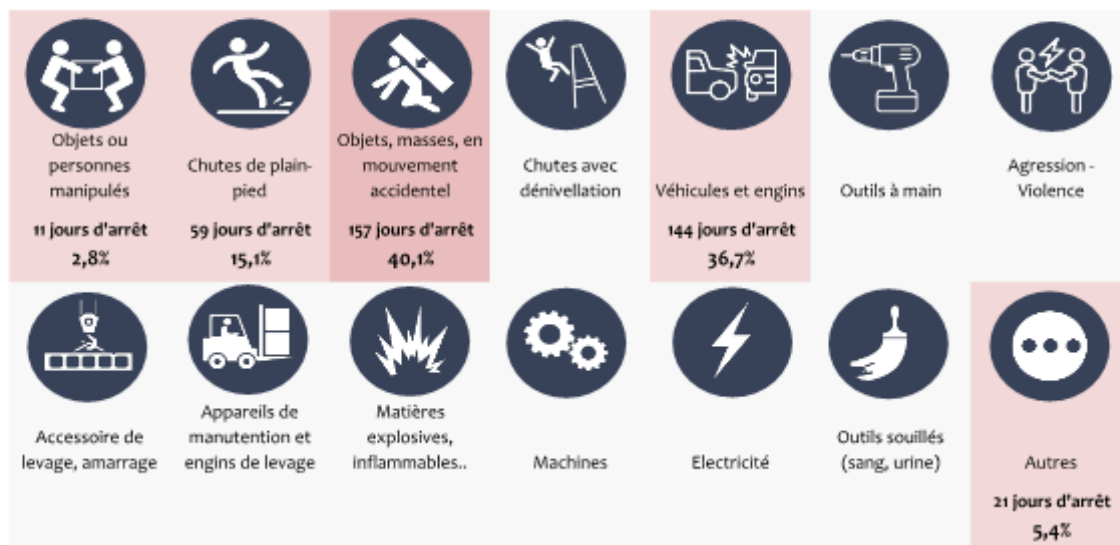 Objets ou
personnes
manipulés
11 jours d'arrêt
2,8%
Chutes de plain-
pied
59 jours d'arrêt
15,1%
Objets, masses, en
mouvement
accidentel
157 jours d'arrêt
40,1%
Chutes avec
dénivellation
Véhicules et engins
144 jours d'arrêt
36,7%
Outils à main
Agression -
Violence
Accessoire de
levage, amarrage
Appareils de
manutention et
engins de levage
Matières
explosives,
inflammables..
Machines
Electricité
Outils souillés
(sang, urine)
Autres
21 jours d'arrêt
5,4%